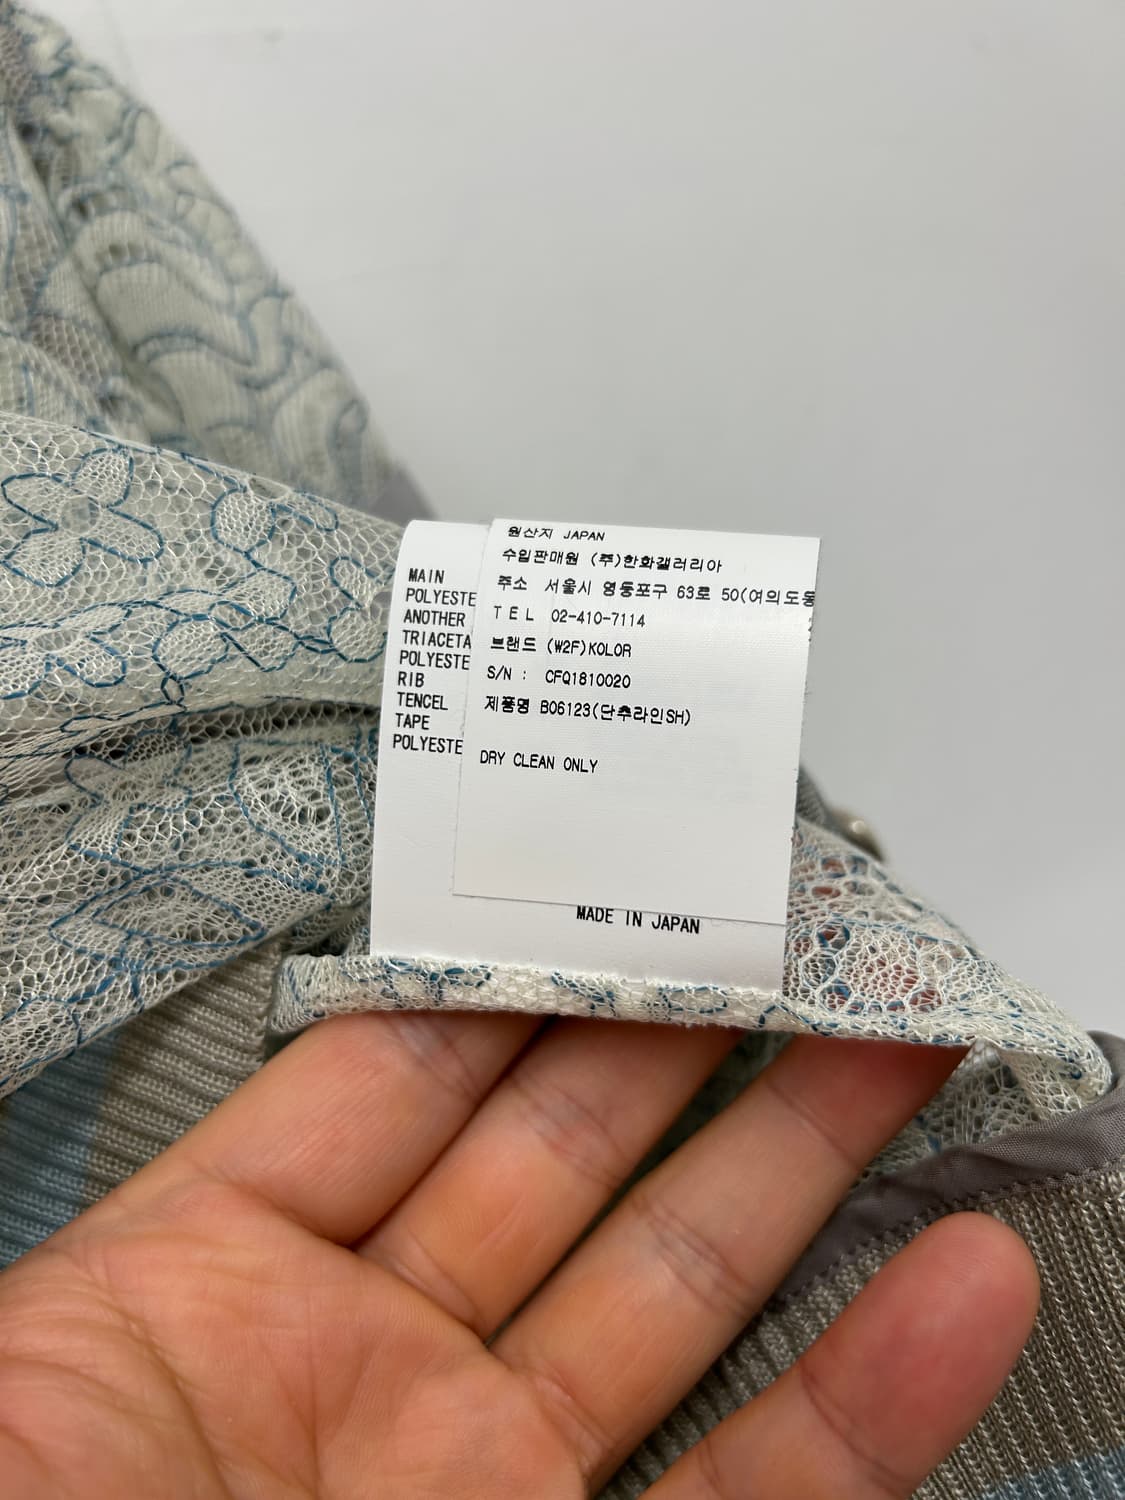 원산지 JAPAN
수입판매원 (주)한화갤러리아
주소 서울시 영등포구 63로 50(여의도동
T E L 02-410-7114
브랜드 (W2F)KOLOR
S/N : CFQ1810020
제품명 B06123(단추라인SH)
DRY CLEAN ONLY
MAIN
POLYESTE
ANOTHER
TRIACETA
POLYESTE
RIB
TENCEL
TAPE
POLYESTE
MADE IN JAPAN